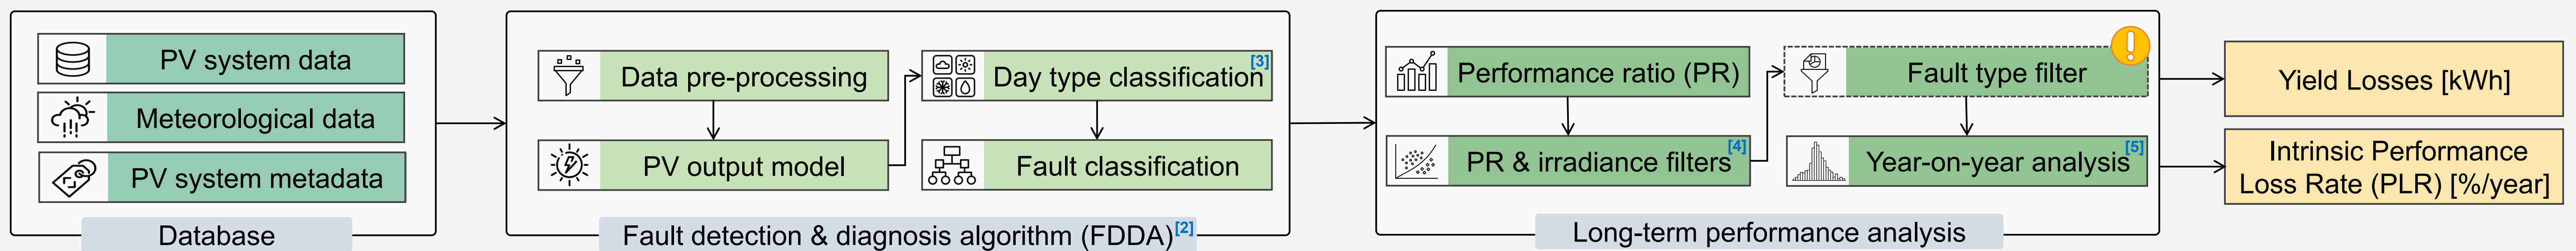 PV system data
Meteorological data
PV system metadata
Database
Data pre-processing
PV output model
Day type classification[3]
Fault classification
Fault detection & diagnosis algorithm (FDDA)[2]
Performance ratio (PR)
PR & irradiance filters[4]
Fault type filter
!
Year-on-year analysis[5]
Long-term performance analysis
Yield Losses [kWh]
Intrinsic Performance
Loss Rate (PLR) [%/year]